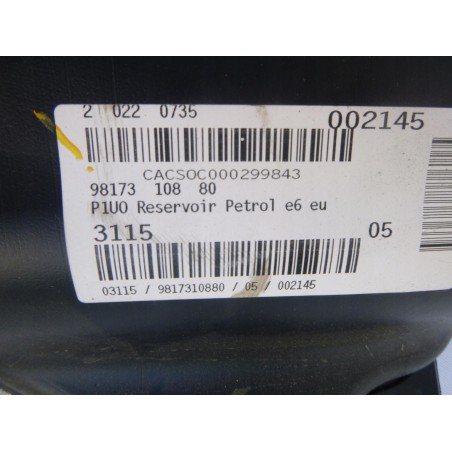 2 022 0735
002145
CACSOC000299843
98173 108 80
P1U0 Reservoir Petrol e6 eu
3115
05
03115 / 9817310880 / 05 / 002145